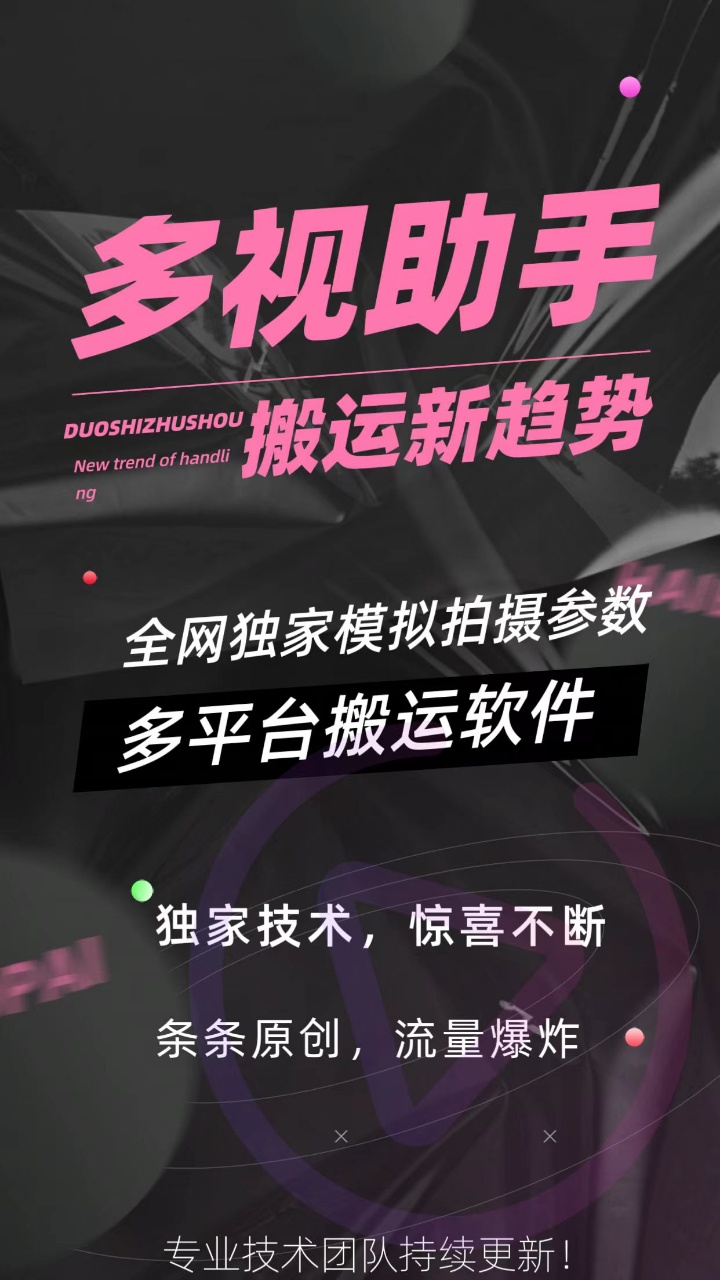 多视助手
DUOSHIZHUSHOU
New trend of handli
ng
搬运新趋势
全网独家模拟拍摄参数
多平台搬运软件
PAI
独家技术，惊喜不断
条条原创，流量爆炸
专业技术团队持续更新！